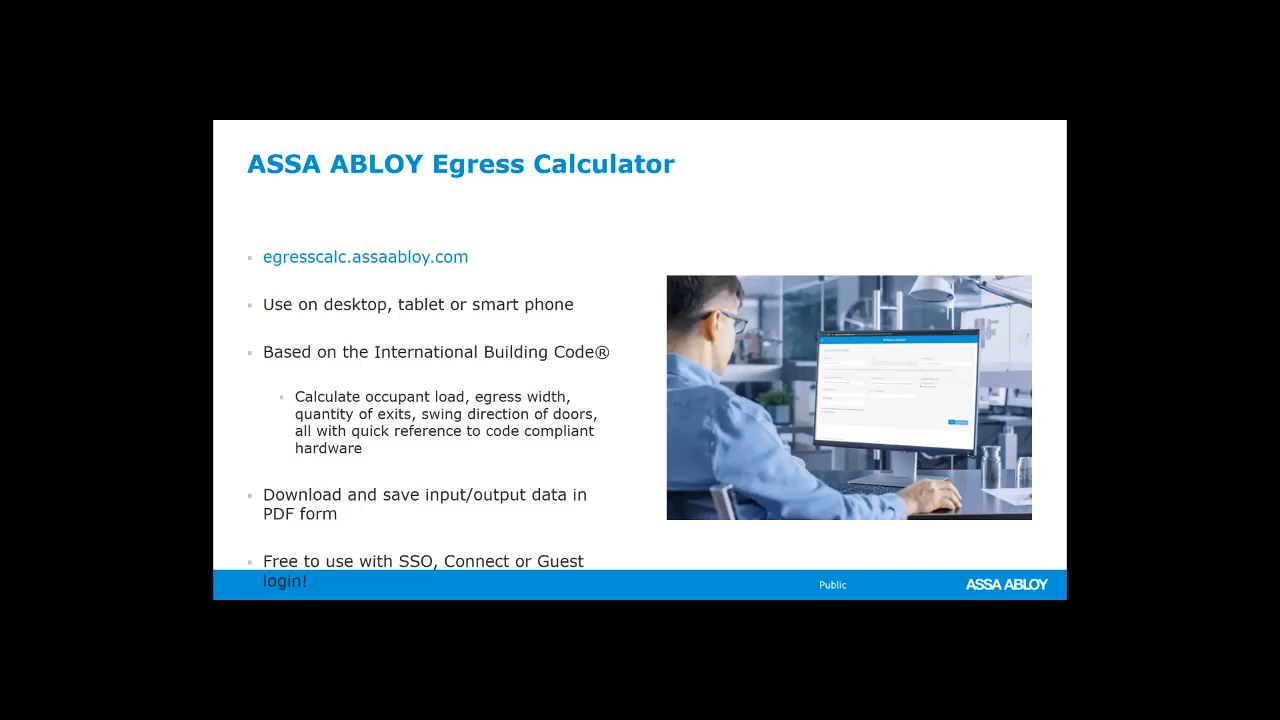 ASSA ABLOY Egress Calculator
egresscalc.assaabloy.com
Use on desktop, tablet or smart phone
Based on the International Building Code®
Calculate occupant load, egress width,
quantity of exits, swing direction of doors,
all with quick reference to code compliant
hardware
Download and save input/output data in
PDF form
Free to use with SSO, Connect or Guest
login!
Public
ASSA ABLOY